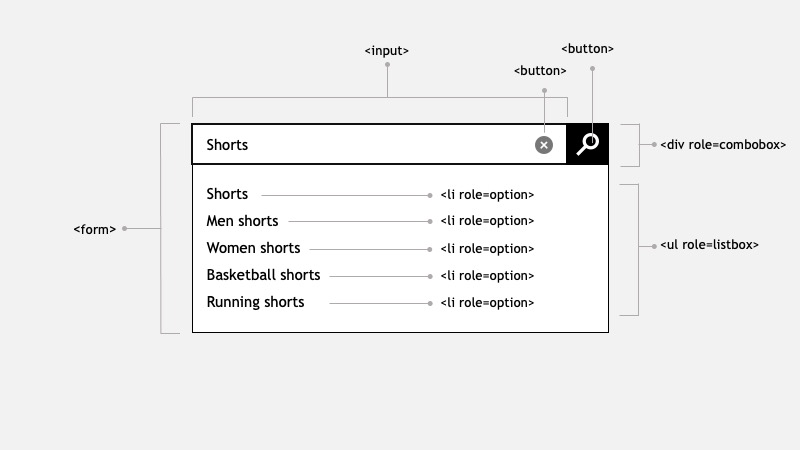 <input>
<button>
<button>
Shorts
<div role=combobox>
Shorts
<li role=option>
Men shorts
<li role=option>
<form>
Women shorts
<li role=option>
<ul role=listbox>
Basketball shorts
<li role=option>
Running shorts
<li role=option>